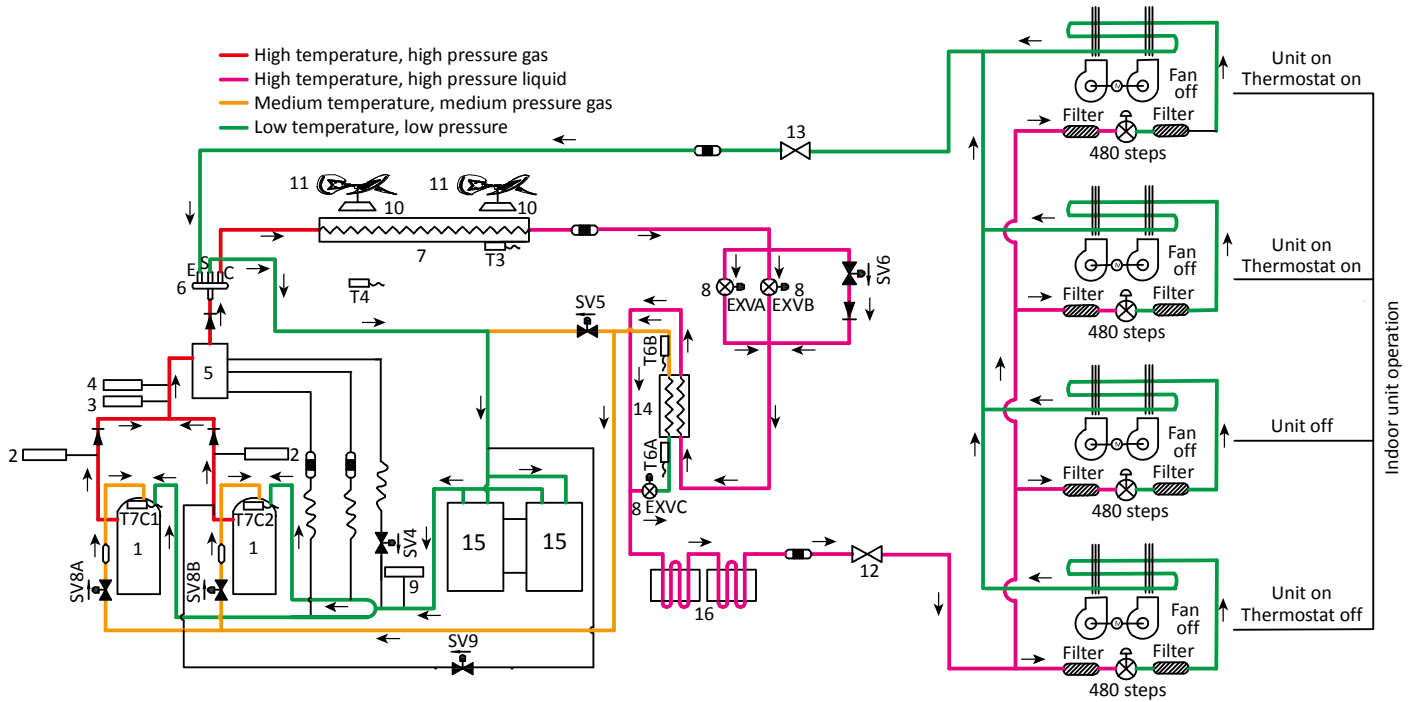 High temperature, high pressure gas
High temperature, high pressure liquid
Medium temperature, medium pressure gas
Low temperature, low pressure
13
11
11
10
10
7
T3
T4
E
S
C
6
5
4
3
2
2
T7C1
T7C2
1
1
SV8A
SV8B
SV4
9
SV9
15
15
SV5
T6B
14
T6A
8
EXVC
8
EXVA
8
EXVB
SV6
16
12
M
Fan
off
Filter
Filter
480 steps
Unit on
Thermostat on
M
Fan
off
Filter
Filter
480 steps
Unit on
Thermostat on
M
Fan
off
Filter
Filter
480 steps
Unit off
M
Fan
off
Filter
Filter
480 steps
Unit on
Thermostat off
Indoor unit operation